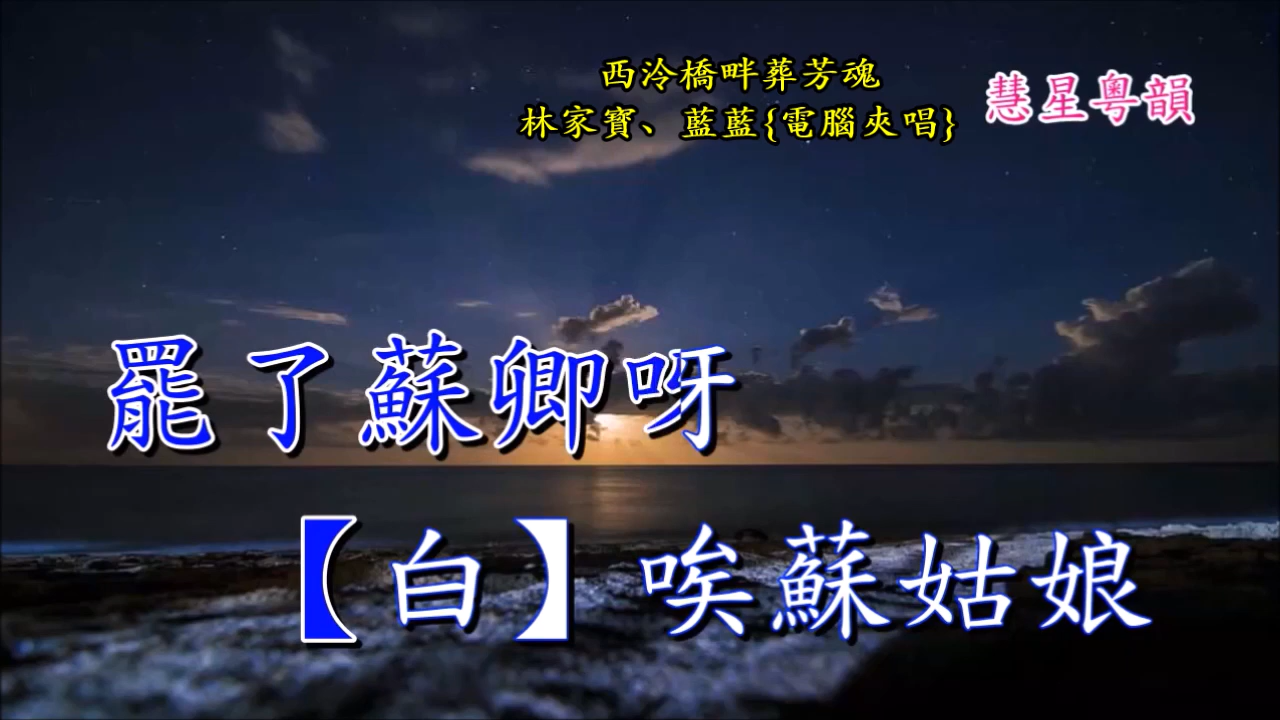 西泠橋畔葬芳魂
林家寶、藍藍{電腦夾唱}
慧星粤韻
罷了蘇卿呀
【白】唉蘇姑娘